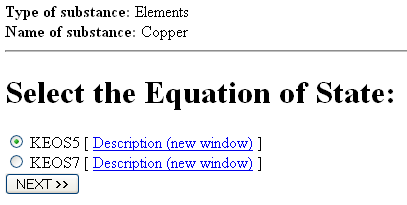 Type of substance: Elements
Name of substance: Copper
Select the Equation of State:
KEOS5 [ Description (new window) ]
KEOS7 [ Description (new window) ]
NEXT >>